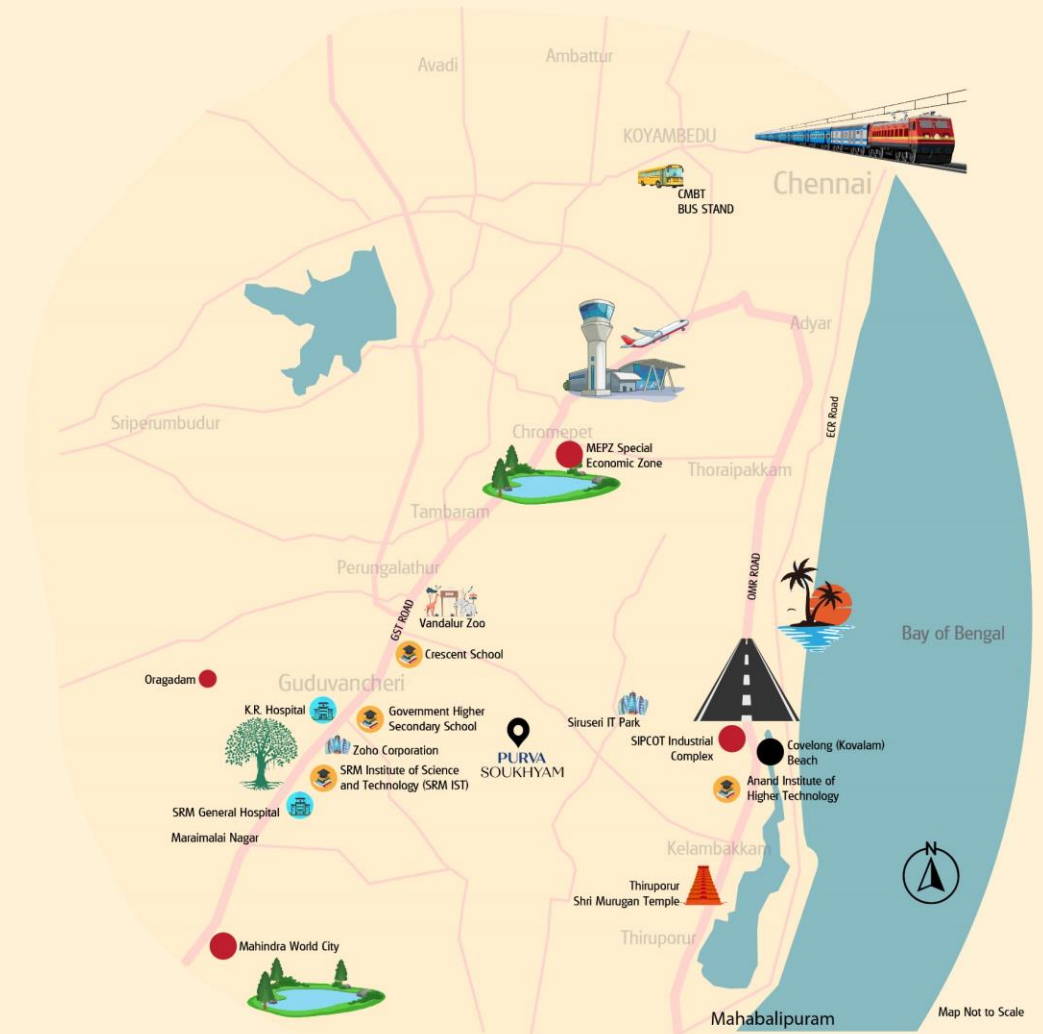 Avadi
Ambattur
KOYAMBEDU
Chennai
CMBT
BUS STAND
Adyar
ECR Road
Sriperumbudur
Chromepet
MEPZ Special
Economic Zone
Thoraipakkam
Tambaram
Perungalathur
GST ROAD
Vandalur Zoo
OMR ROAD
Bay of Bengal
Crescent School
Oragadam
Guduvancheri
K.R. Hospital
Government Higher
Secondary School
Siruseri IT Park
Zoho Corporation
PURVA
SOUKHYAM
SIPCOT Industrial
Complex
Covelong (Kovalam)
Beach
SRM Institute of Science
and Technology (SRM IST)
Anand Institute of
Higher Technology
SRM General Hospital
Maraimalai Nagar
Kelambakkam
N
Thiruporur
Shri Murugan Temple
Thiruporur
Mahindra World City
Mahabalipuram
Map Not to Scale